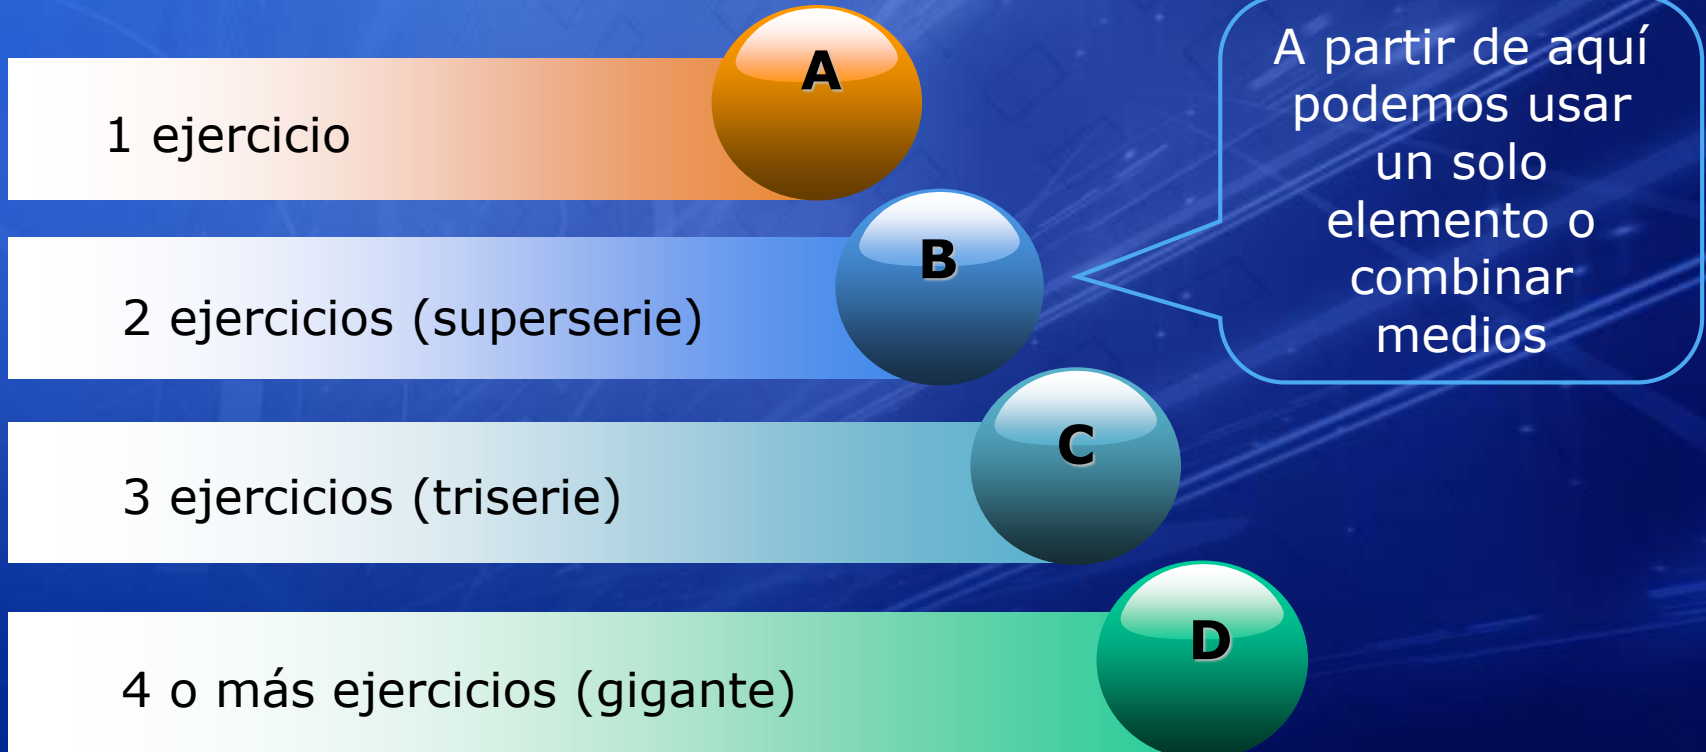 A
1 ejercicio
B
2 ejercicios (superserie)
C
3 ejercicios (triserie)
D
4 o más ejercicios (gigante)
A partir de aquí
podemos usar
un solo
elemento o
combinar
medios